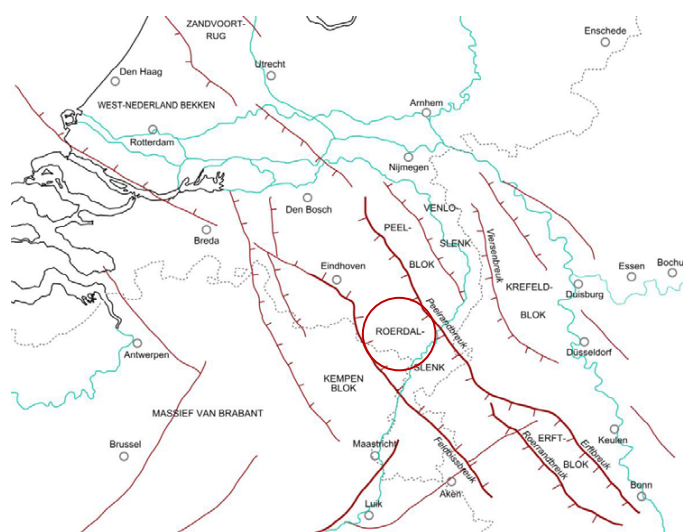 ZANDVOORT-
RUG
Enschede
Utrecht
Den Haag
WEST-NEDERLAND BEKKEN
Arnhem
Rotterdam
Nijmegen
Den Bosch
VENLO-
SLENK
PEEL-
BLOK
Breda
Viersenbreuk
Eindhoven
Essen
Bochu
KREFELD-
BLOK
Duisburg
Peelrandbreuk
ROERDAL-
SLENK
Antwerpen
Düsseldorf
KEMPEN
BLOK
MASSIEF VAN BRABANT
Brussel
Maastricht
Feldbissbreuk
Roerrandbreuk
ERFT-
BLOK
Erftbreuk
Keulen
Aken
Bonn
Luik